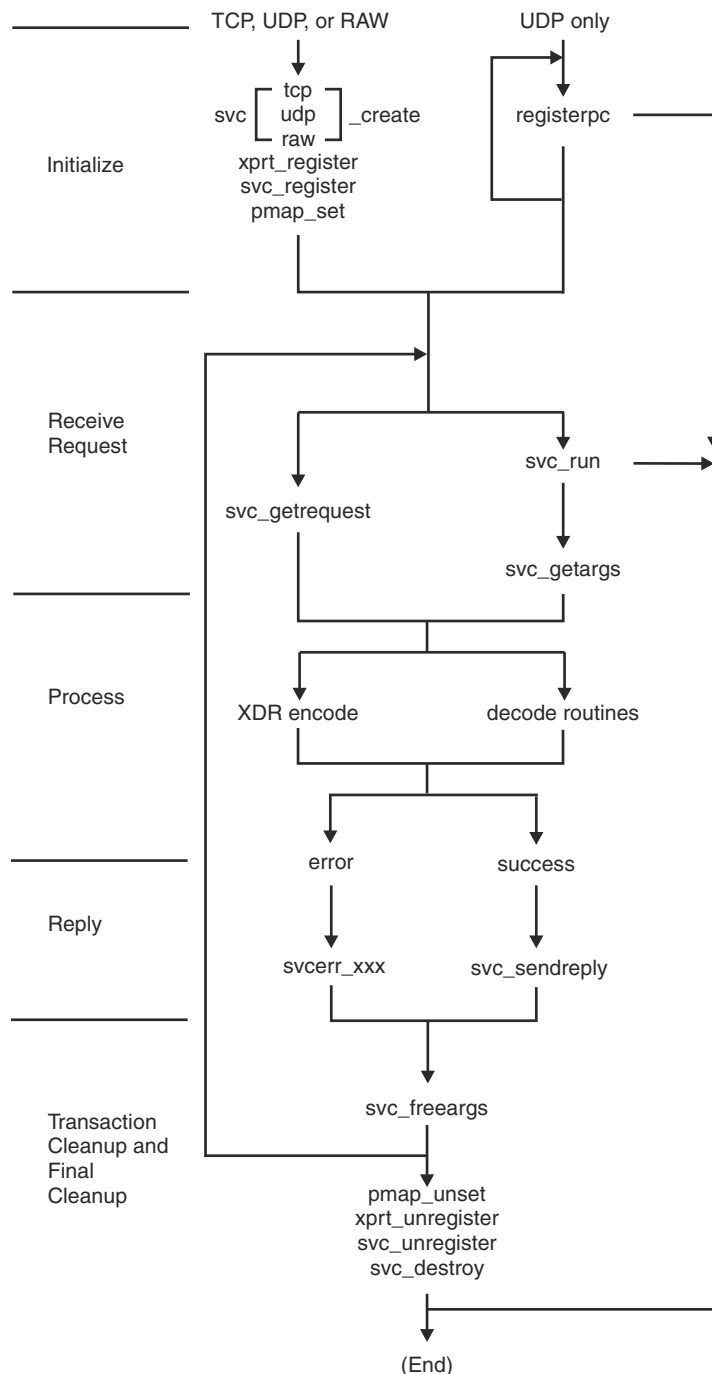 TCP, UDP, or RAW
UDP only
Initialize
svc
tcp
udp
raw
_create
registerpc
xprt_register
svc_register
pmap_set
Receive
Request
svc_run
svc_getrequest
svc_getargs
Process
XDR encode
decode routines
error
success
Reply
svcerr_xxx
svc_sendreply
svc_freeargs
Transaction
Cleanup and
Final
Cleanup
pmap_unset
xprt_unregister
svc_unregister
svc_destroy
(End)